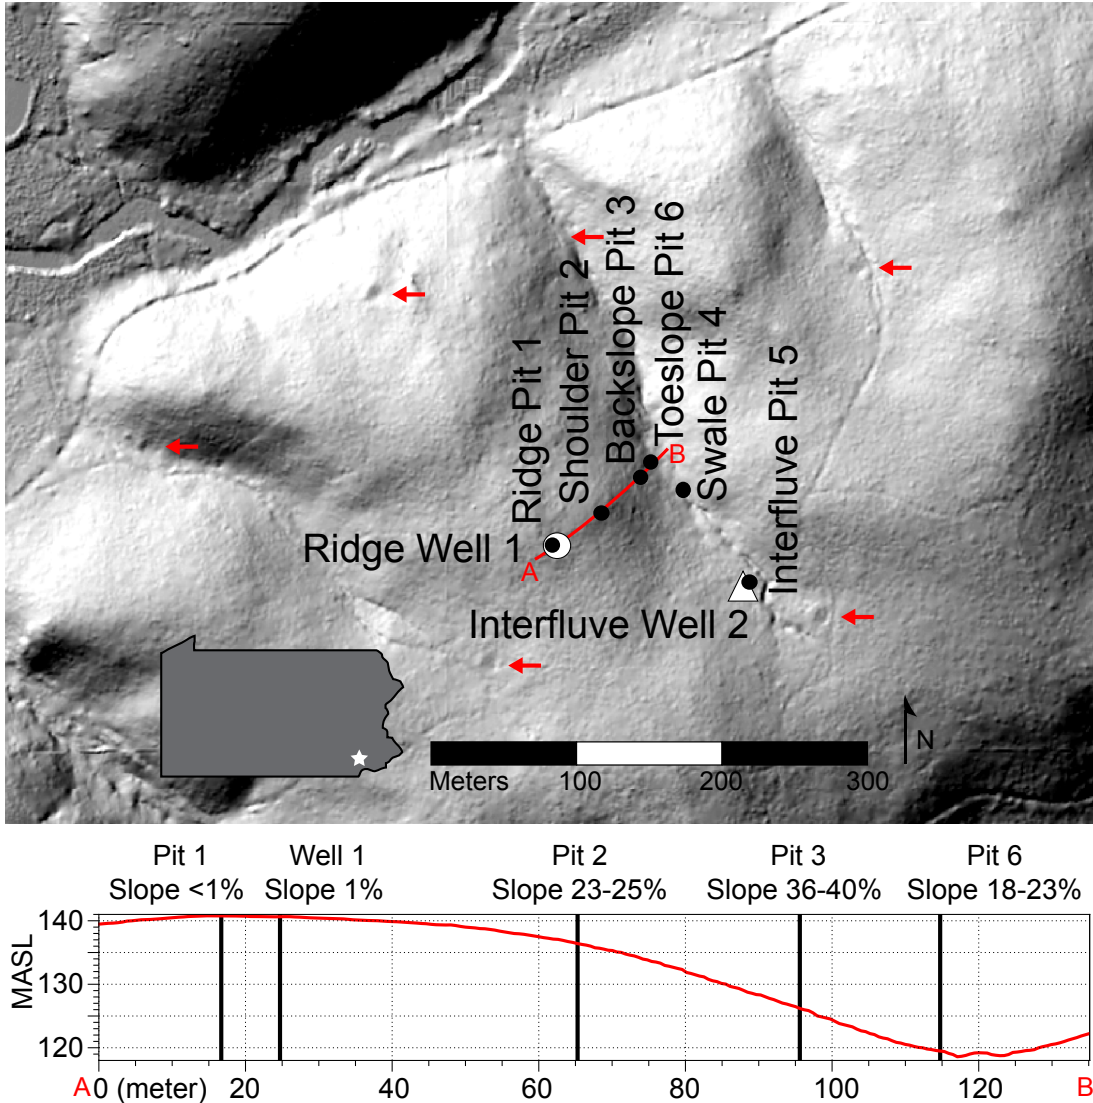 Ridge Pit 1
Shoulder Pit 2
Backslope Pit 3
Toeslope Pit 6
Swale Pit 4
Interfluve Pit 5
B
Ridge Well 1
A
Interfluve Well 2
N
Meters 100 200 300
Pit 1 Well 1 Pit 2 Pit 3 Pit 6
Slope <1% Slope 1% Slope 23-25% Slope 36-40% Slope 18-23%
MASL
140
130
120
A 0 (meter) 20 40 60 80 100 120 B